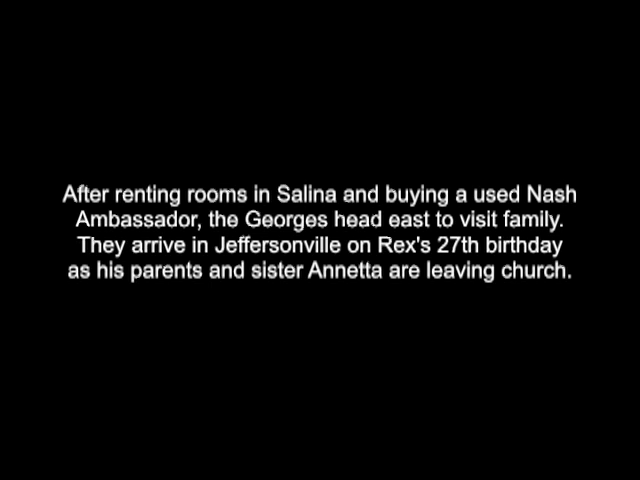 After renting rooms in Salina and buying a used Nash
Ambassador, the Georges head east to visit family.
They arrive in Jeffersonville on Rex's 27th birthday
as his parents and sister Annetta are leaving church.